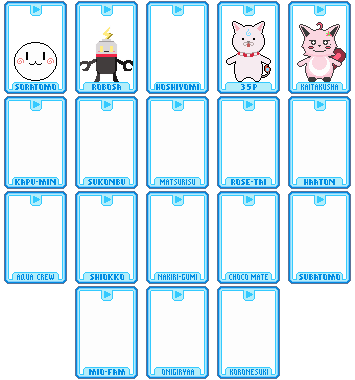 SORATOMO ROBOSA HOSHIYOMI 35P KAITAKUSHA
KAPU-MIN SUKONBU MATSURISU ROSE-TAI HAATON
AQUA CREW SHIOKKO NAKIRI-GUMI CHOCO MATE SUBATOMO
MIO-FAM ONIGIRYAA KORONESUKI